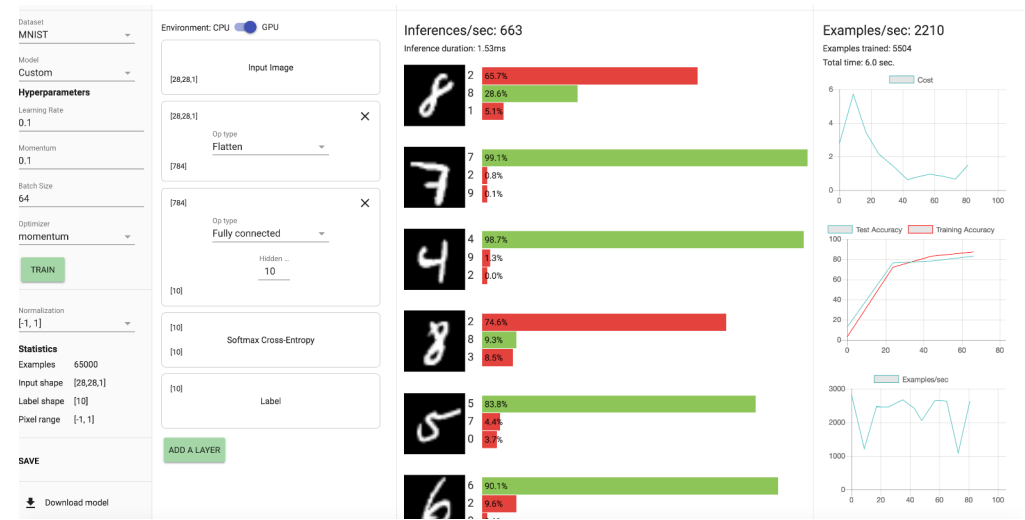 Dataset
MNIST
Model
Custom
Hyperparameters
Learning Rate
0.1
Momentum
0.1
Batch Size
64
Optimizer
momentum
TRAIN
Normalization
[-1, 1]
Statistics
Examples 65000
Input shape [28,28,1]
Label shape [10]
Pixel range [-1, 1]
SAVE
Download model
Environment: CPU GPU
Input Image
[28,28,1]
[28,28,1]
Op type
Flatten
[784]
[784]
Op type
Fully connected
Hidden ...
10
[10]
[10]
Softmax Cross-Entropy
[10]
[10]
Label
ADD A LAYER
Inferences/sec: 663
Inference duration: 1.53ms
8
2 65.7%
8 28.6%
1 5.1%
7
7 99.1%
2 0.8%
9 0.1%
4
4 98.7%
9 1.3%
2 0.0%
8
2 74.6%
8 9.3%
3 8.5%
5
5 83.8%
7 4.4%
0 3.7%
6
6 90.1%
2 9.6%
Examples/sec: 2210
Examples trained: 5504
Total time: 6.0 sec.
Cost
6
4
2
0
0 20 40 60 80 100
Test Accuracy Training Accuracy
100
80
60
40
20
0
0 20 40 60 80
Examples/sec
3000
2000
1000
0
0 20 40 60 80 100